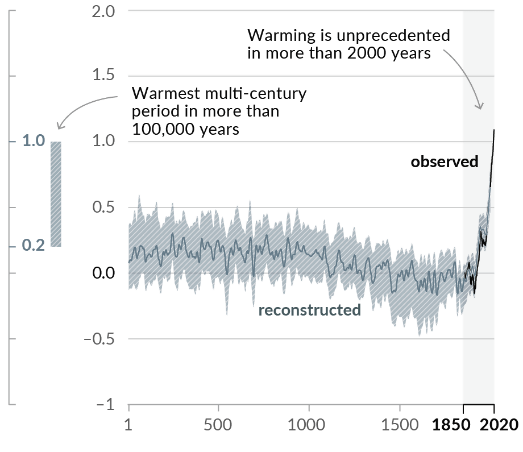 2.0
Warming is unprecedented
in more than 2000 years
1.5
Warmest multi-century
period in more than
100,000 years
1.0
1.0
observed
0.5
0.2
0.0
reconstructed
−0.5
−1
1 500 1000 1500 1850 2020